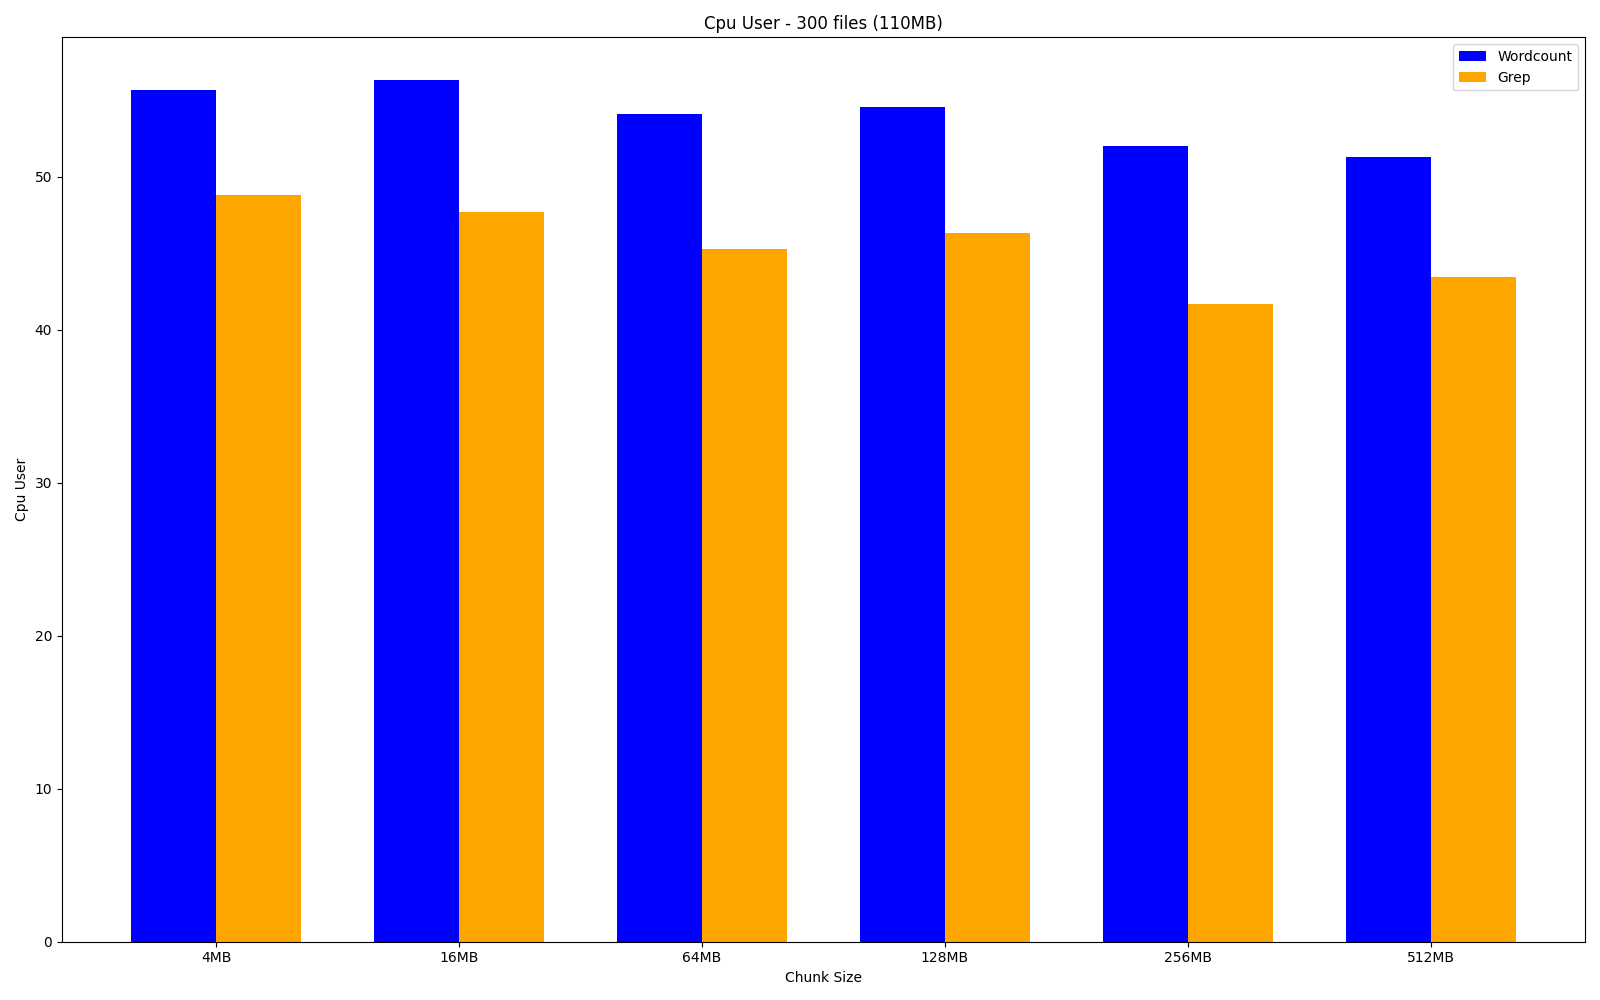 Cpu User - 300 files (110MB)
Wordcount
Grep
50
40
30
20
10
0
Cpu User
4MB 16MB 64MB 128MB 256MB 512MB
Chunk Size